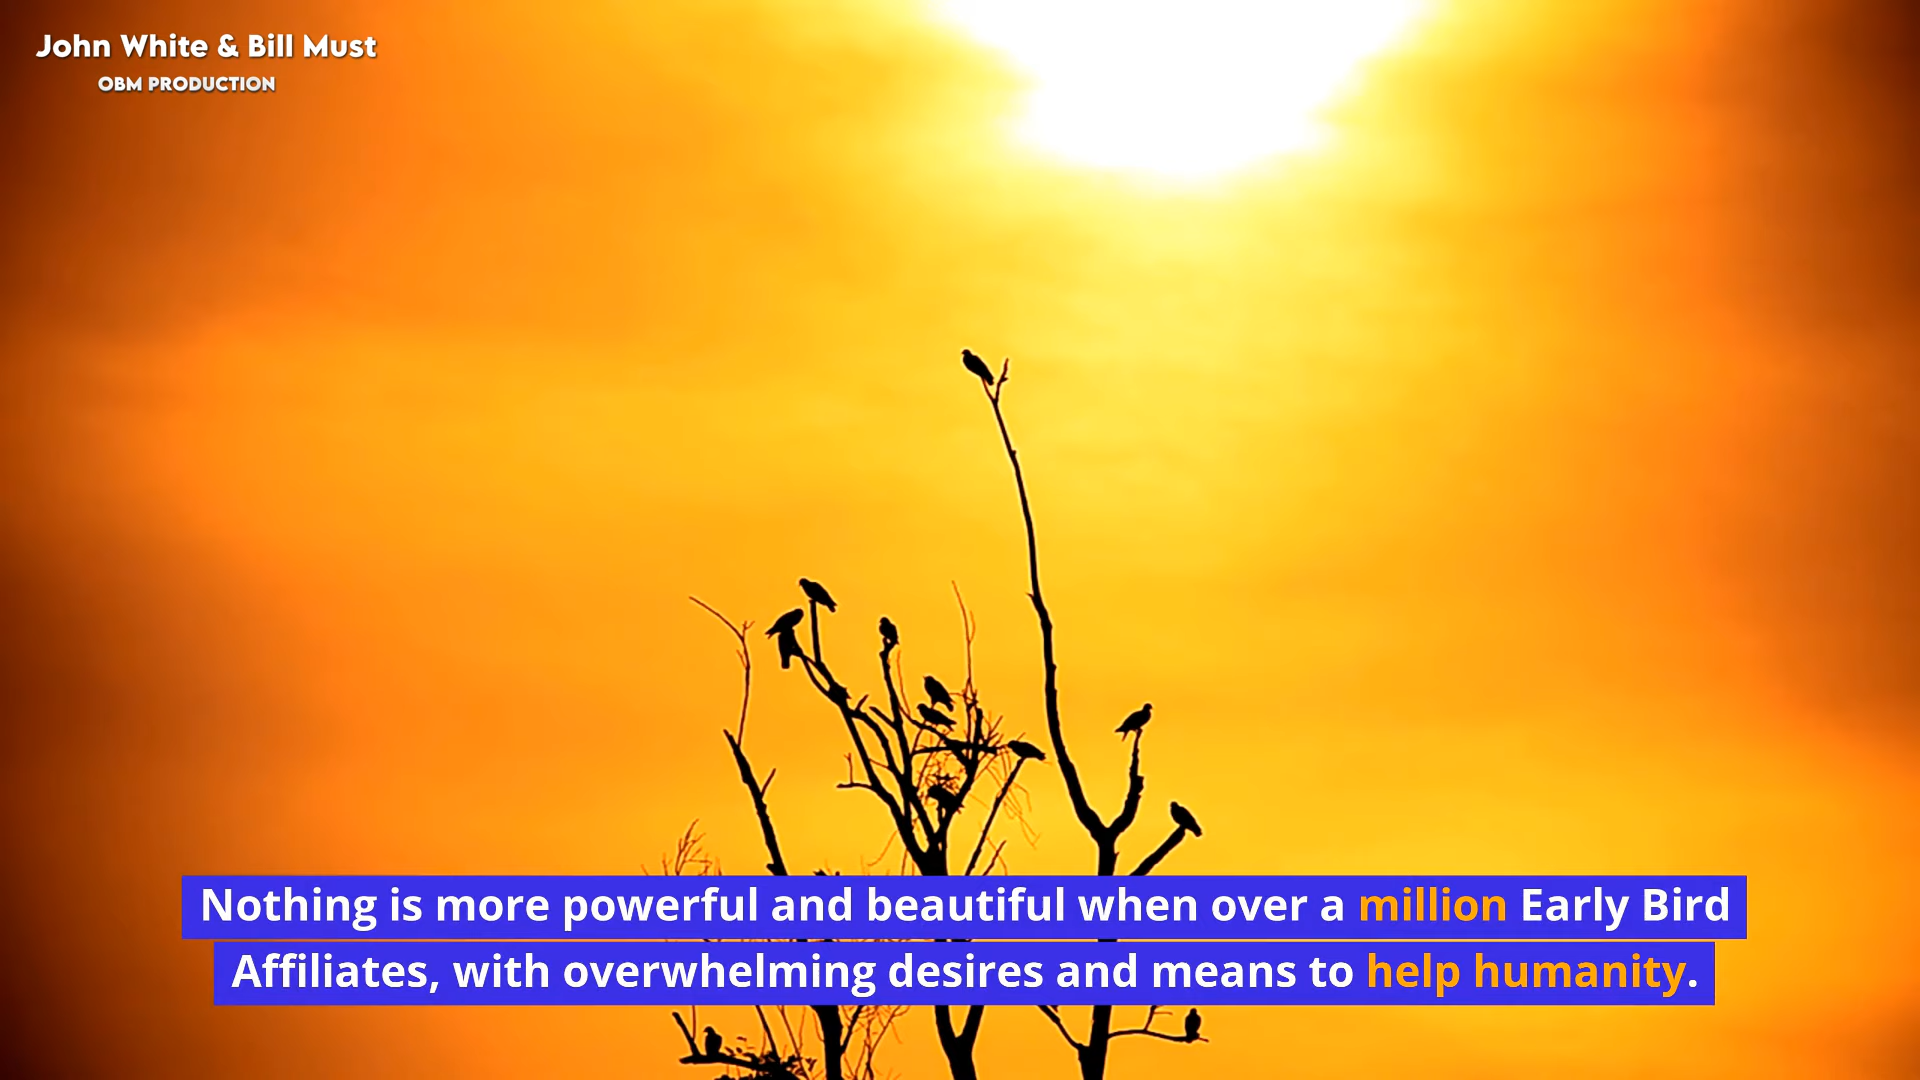 John White & Bill Must
OBM PRODUCTION
Nothing is more powerful and beautiful when over a million Early Bird
Affiliates, with overwhelming desires and means to help humanity.